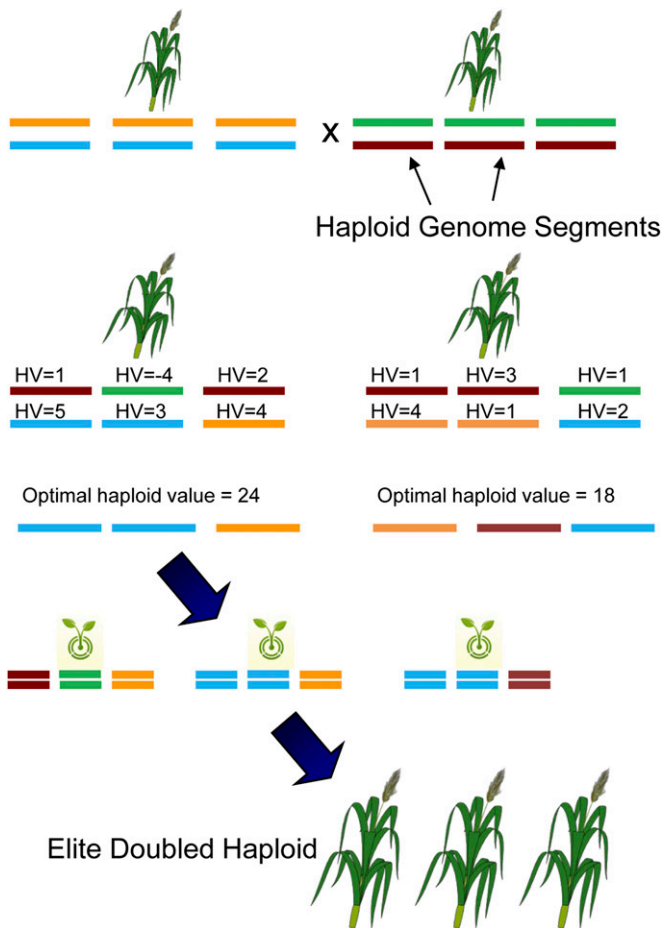 X
Haploid Genome Segments
HV=1 HV=-4 HV=2 HV=1 HV=3 HV=1
HV=5 HV=3 HV=4 HV=4 HV=1 HV=2
Optimal haploid value = 24 Optimal haploid value = 18
Elite Doubled Haploid